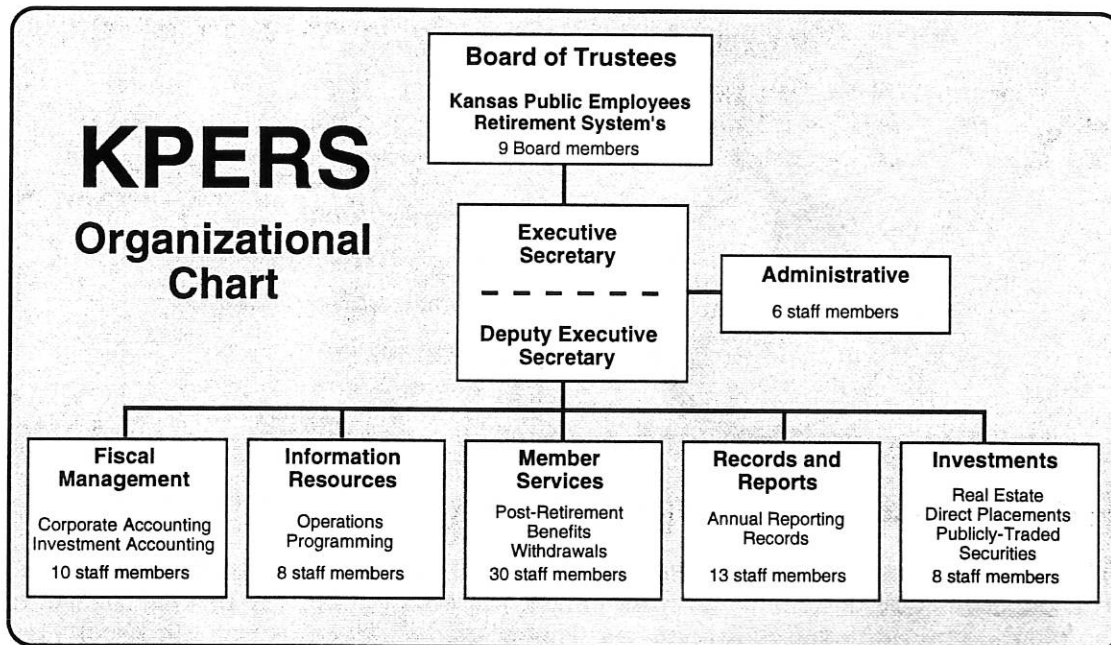 KPERS
Organizational
Chart
Board of Trustees
Kansas Public Employees
Retirement System's
9 Board members
Executive
Secretary
Deputy Executive
Secretary
Administrative
6 staff members
Fiscal
Management
Corporate Accounting
Investment Accounting
10 staff members
Information
Resources
Operations
Programming
8 staff members
Member
Services
Post-Retirement
Benefits
Withdrawals
30 staff members
Records and
Reports
Annual Reporting
Records
13 staff members
Investments
Real Estate
Direct Placements
Publicly-Traded
Securities
8 staff members